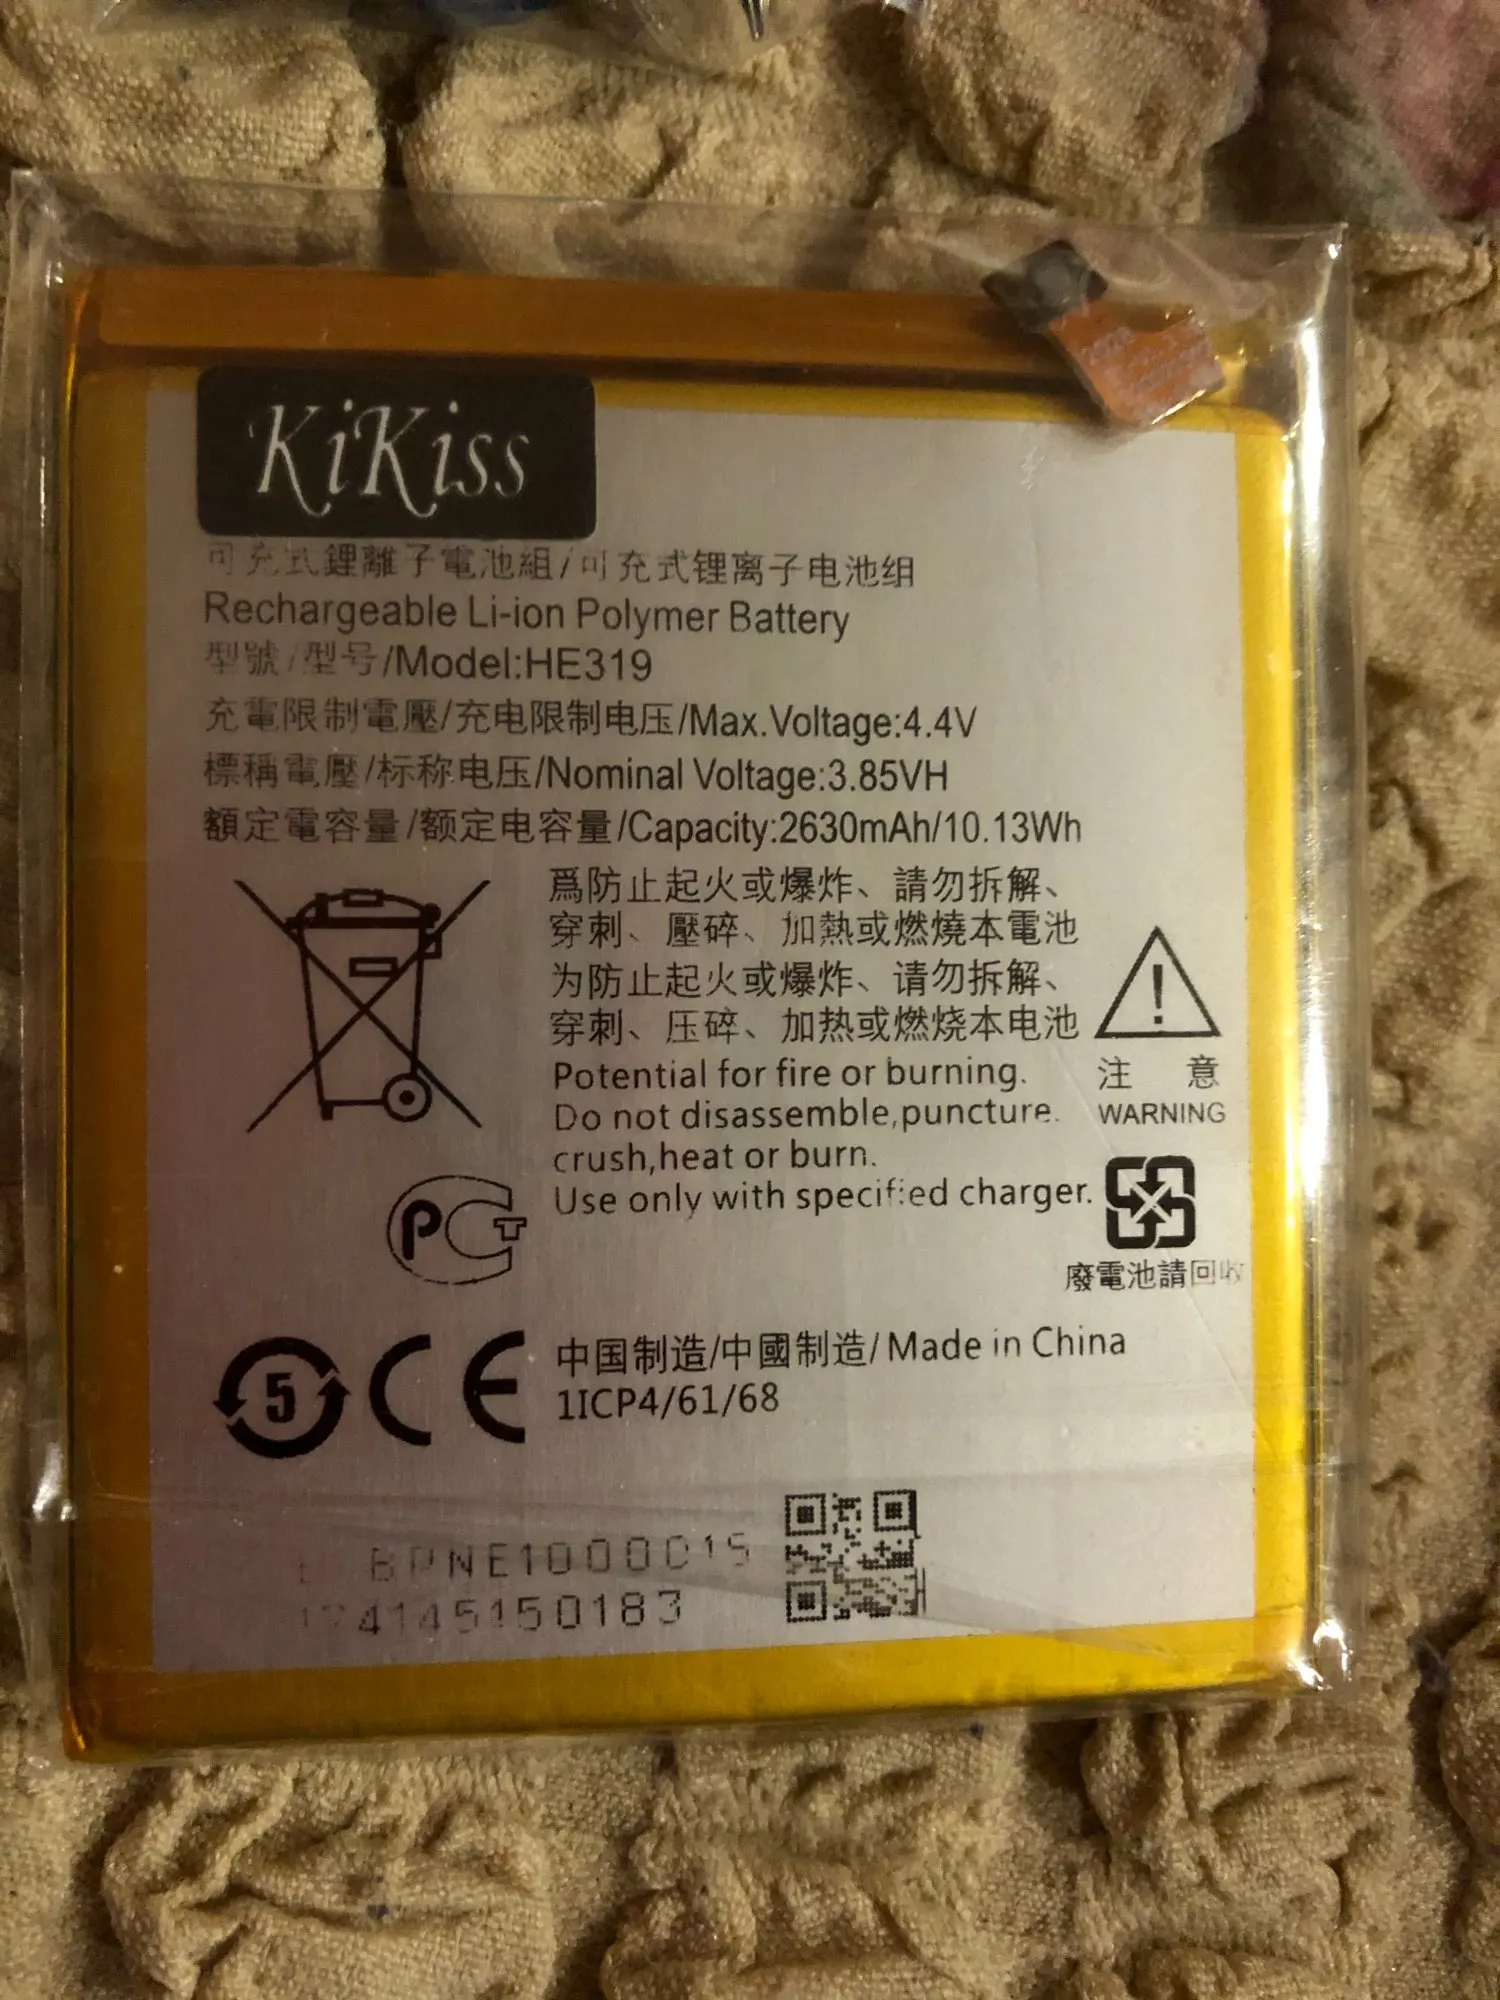 KiKiss
可充式鋰離子電池組/可充式锂离子电池组
Rechargeable Li-ion Polymer Battery
型號/型号/Model:HE319
充電限制電壓/充电限制电压/Max.Voltage:4.4V
標稱電壓/标称电压/Nominal Voltage:3.85VH
額定電容量/额定电容量/Capacity:2630mAh/10.13Wh
爲防止起火或爆炸、請勿拆解、
穿刺、壓碎、加熱或燃燒本電池
为防止起火或爆炸、请勿拆解、
穿刺、压碎、加热或燃烧本电池
Potential for fire or burning.
Do not disassemble,puncture.
crush,heat or burn.
Use only with specified charger.
注 意
WARNING
PCT
廢電池請回收
5 CE
中国制造/中國制造/Made in China
1ICP4/61/68